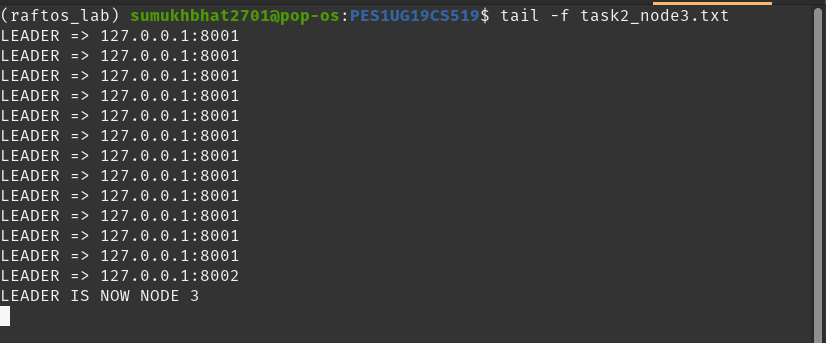 (raftos_lab) sumukhbhat2701@pop-os:PES1UG19CS519$ tail -f task2_node3.txt
LEADER => 127.0.0.1:8001
LEADER => 127.0.0.1:8001
LEADER => 127.0.0.1:8001
LEADER => 127.0.0.1:8001
LEADER => 127.0.0.1:8001
LEADER => 127.0.0.1:8001
LEADER => 127.0.0.1:8001
LEADER => 127.0.0.1:8001
LEADER => 127.0.0.1:8001
LEADER => 127.0.0.1:8001
LEADER => 127.0.0.1:8001
LEADER => 127.0.0.1:8001
LEADER => 127.0.0.1:8002
LEADER IS NOW NODE 3